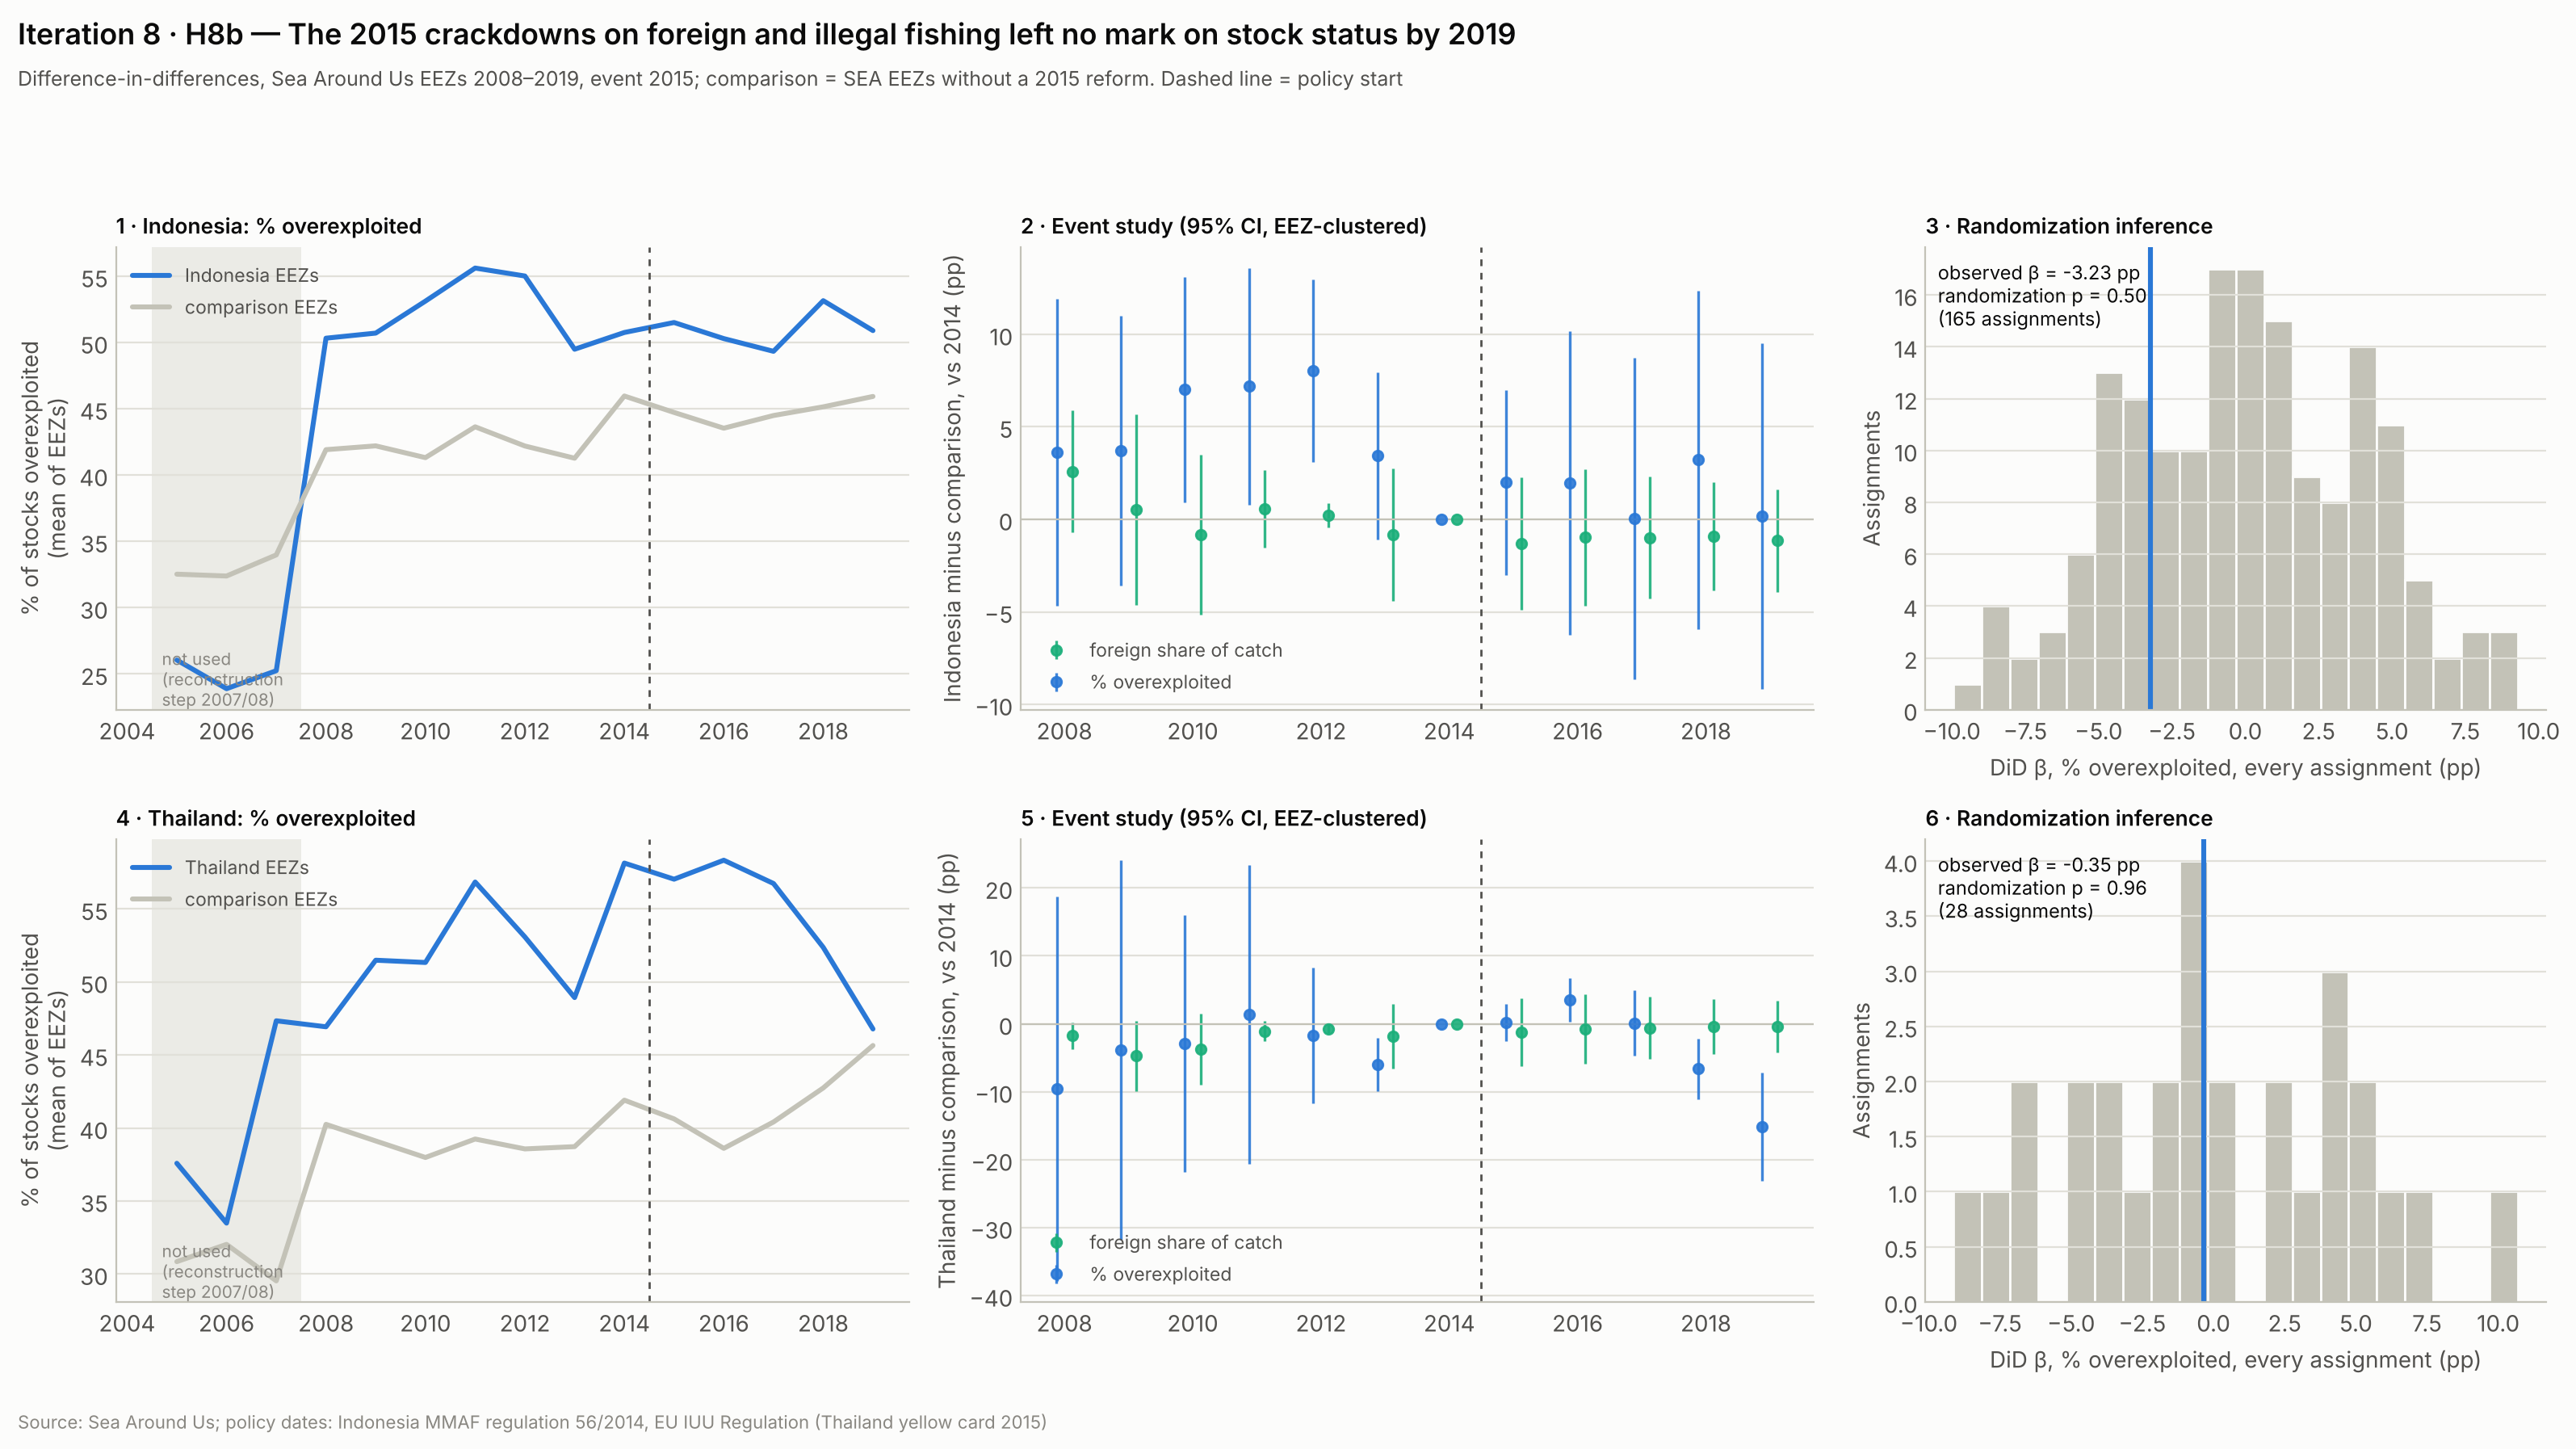 Iteration 8 · H8b — The 2015 crackdowns on foreign and illegal fishing left no mark on stock status by 2019
Difference-in-differences, Sea Around Us EEZs 2008–2019, event 2015; comparison = SEA EEZs without a 2015 reform. Dashed line = policy start
1 · Indonesia: % overexploited
% of stocks overexploited
(mean of EEZs)
55
50
45
40
35
30
25
Indonesia EEZs
comparison EEZs
not used
(reconstruction
step 2007/08)
2004 2006 2008 2010 2012 2014 2016 2018
2 · Event study (95% CI, EEZ-clustered)
Indonesia minus comparison, vs 2014 (pp)
10
5
0
−5
−10
foreign share of catch
% overexploited
2008 2010 2012 2014 2016 2018
3 · Randomization inference
Assignments
16
14
12
10
8
6
4
2
0
observed β = -3.23 pp
randomization p = 0.50
(165 assignments)
−10.0 −7.5 −5.0 −2.5 0.0 2.5 5.0 7.5 10.0
DiD β, % overexploited, every assignment (pp)
4 · Thailand: % overexploited
% of stocks overexploited
(mean of EEZs)
55
50
45
40
35
30
Thailand EEZs
comparison EEZs
not used
(reconstruction
step 2007/08)
2004 2006 2008 2010 2012 2014 2016 2018
5 · Event study (95% CI, EEZ-clustered)
Thailand minus comparison, vs 2014 (pp)
20
10
0
−10
−20
−30
−40
foreign share of catch
% overexploited
2008 2010 2012 2014 2016 2018
6 · Randomization inference
Assignments
4.0
3.5
3.0
2.5
2.0
1.5
1.0
0.5
0.0
observed β = -0.35 pp
randomization p = 0.96
(28 assignments)
−10.0 −7.5 −5.0 −2.5 0.0 2.5 5.0 7.5 10.0
DiD β, % overexploited, every assignment (pp)
Source: Sea Around Us; policy dates: Indonesia MMAF regulation 56/2014, EU IUU Regulation (Thailand yellow card 2015)